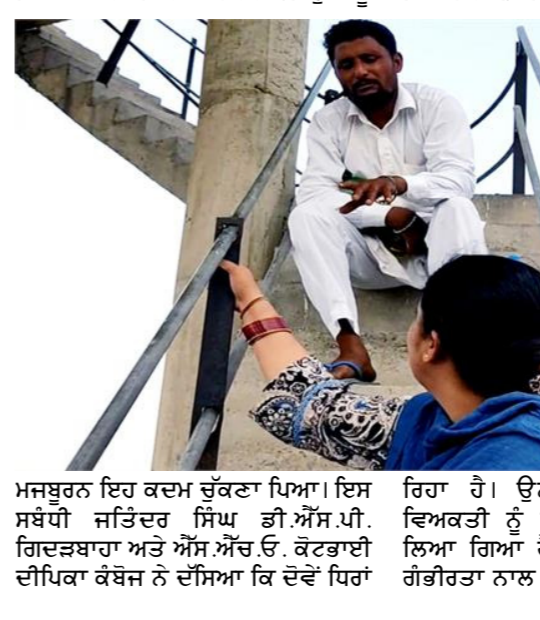 ਮਜਬੂਰਨ ਇਹ ਕਦਮ ਚੁੱਕਣਾ ਪਿਆ। ਇਸ
ਸਬੰਧੀ ਜਤਿੰਦਰ ਸਿੰਘ ਡੀ.ਐੱਸ.ਪੀ.
ਗਿਦੜਬਾਹਾ ਅਤੇ ਐੱਸ.ਐੱਚ.ਓ. ਕੋਟਭਾਈ
ਦੀਪਿਕਾ ਕੰਬੋਜ ਨੇ ਦੱਸਿਆ ਕਿ ਦੋਵੇਂ ਧਿਰਾਂ
ਰਿਹਾ ਹੈ।
ਵਿਅਕਤੀ ਨੂੰ
ਲਿਆ ਗਿਆ
ਗੰਭੀਰਤਾ ਨਾਲ